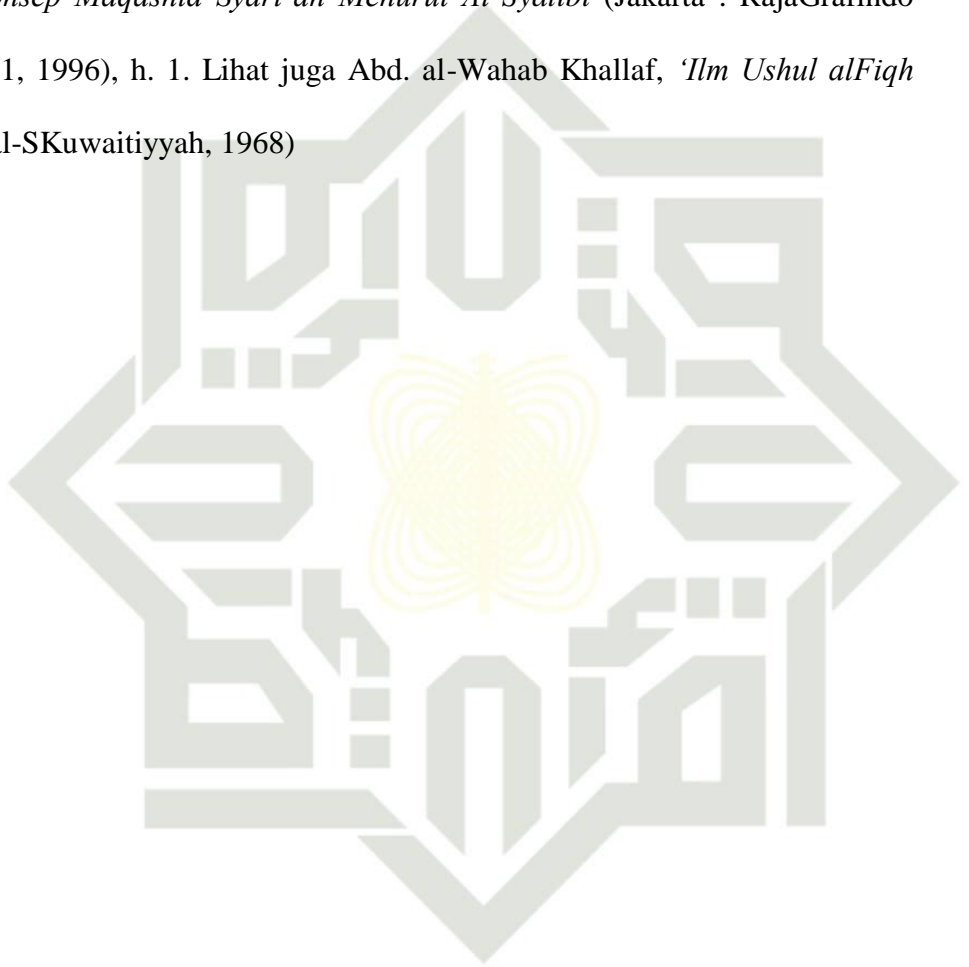 nsep Maqashid Syari'ah Menurut Al Syatibi (Jakarta : RajaGrafindo
1, 1996), h. 1. Lihat juga Abd. al-Wahab Khallaf, ‘Ilm Ushul alFiqh
al-SKuwaitiyyah, 1968)